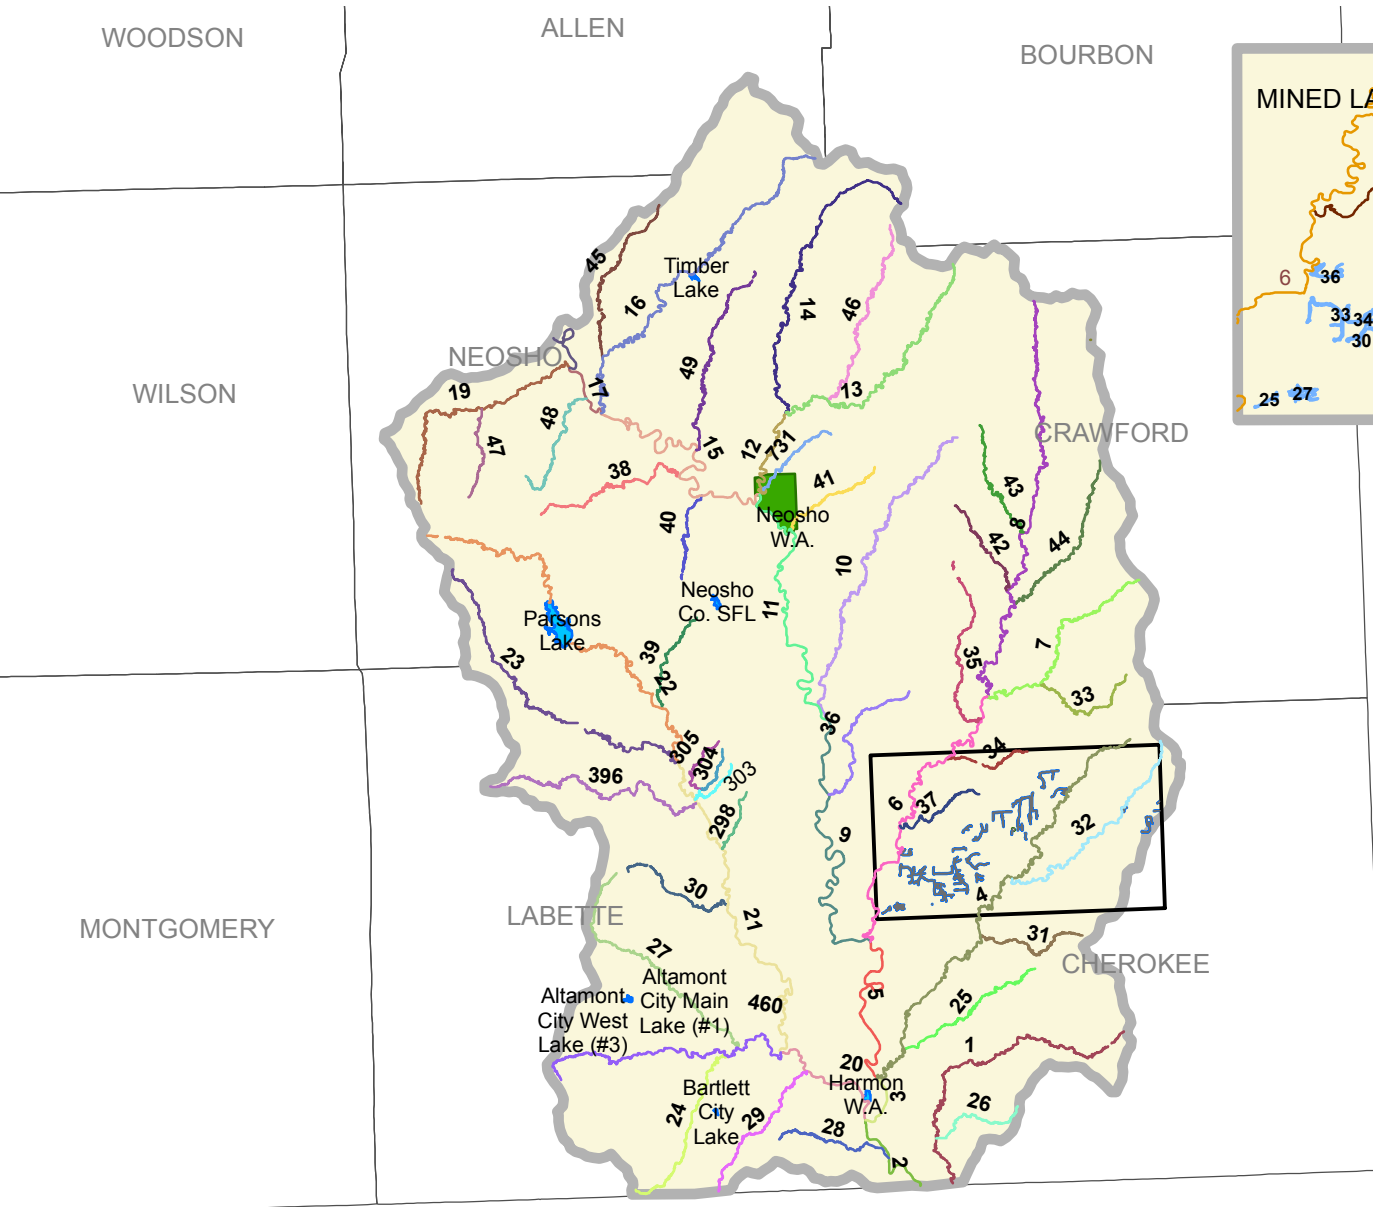 WOODSON
ALLEN
BOURBON
MINED LA
45
Timber
Lake
16
14
46
6
36
33
34
30
NEOSHO
49
WILSON
19
17
13
25
27
48
47
15
12
731
CRAWFORD
38
41
43
40
Neosho
W.A.
8
42
44
10
Neosho
Co. SFL
11
Parsons
Lake
23
39
22
35
7
33
36
305
304
303
34
396
6
37
298
9
32
30
4
LABETTE
21
MONTGOMERY
31
27
CHEROKEE
Altamont
City Main
Lake (#1)
Altamont
City West
Lake (#3)
460
5
25
1
20
Harmon
W.A.
3
Bartlett
City
Lake
24
29
28
26
2